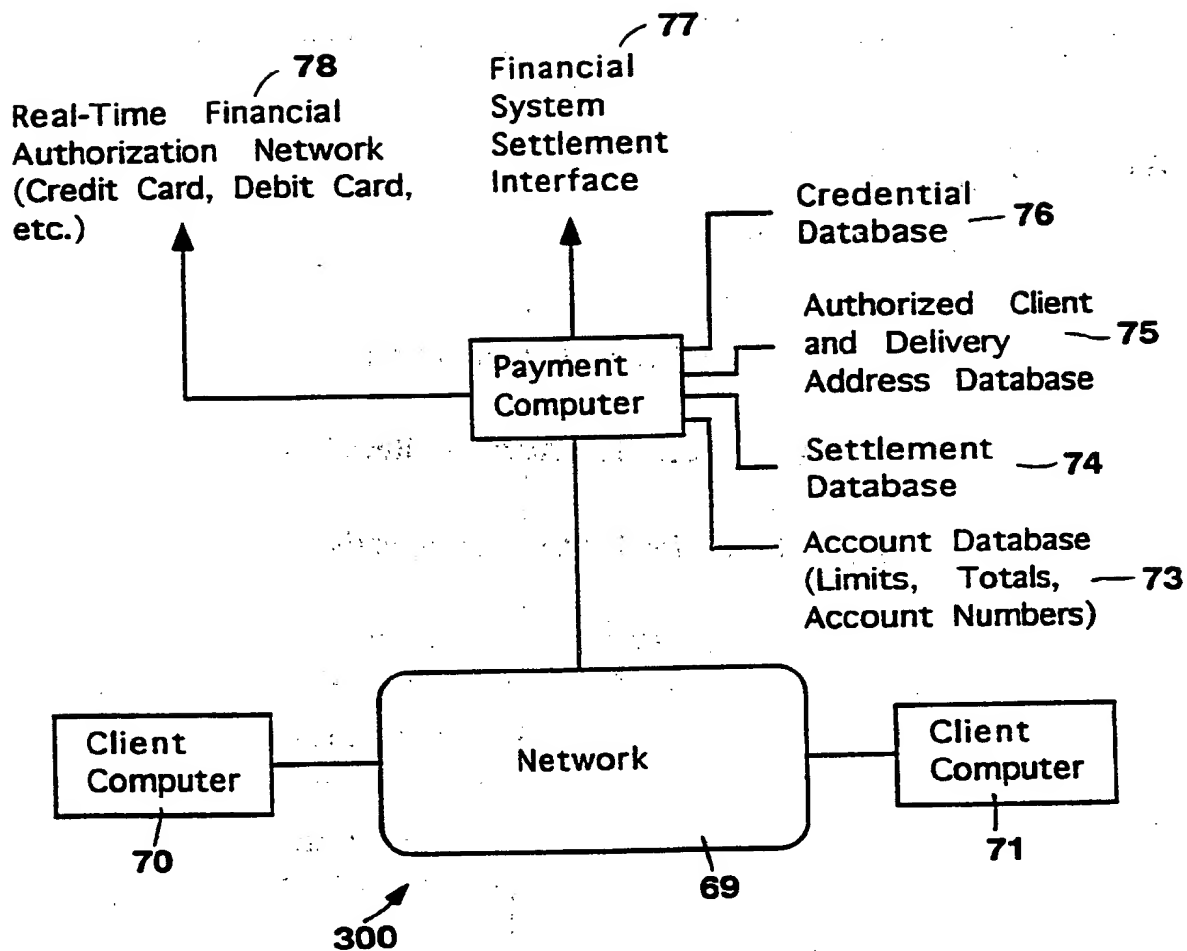 77
78
Financial
System
Settlement
Interface
Real-Time Financial
Authorization Network
(Credit Card, Debit Card,
etc.)
Credential
Database
76
Authorized Client
and Delivery
Address Database
75
Payment
Computer
Settlement
Database
74
Account Database
(Limits, Totals,
Account Numbers)
73
Client
Computer
70
Network
69
Client
Computer
71
300